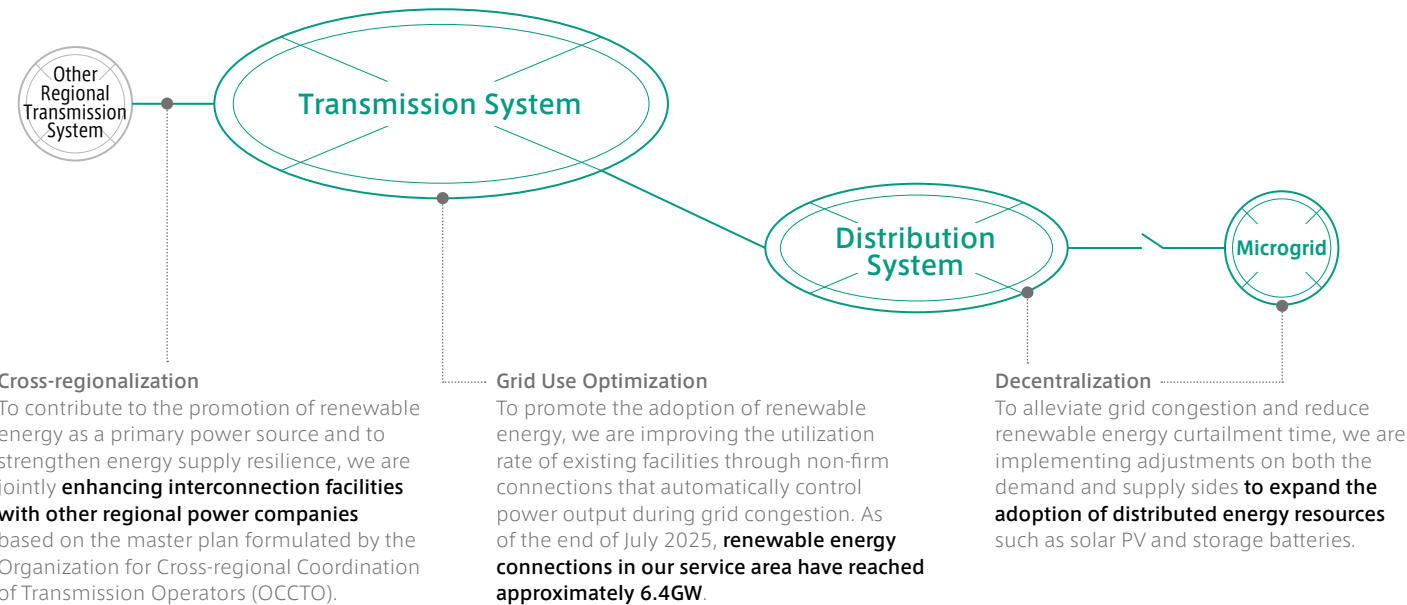 Other
Regional
Transmission
System
Transmission System
Distribution
System
Microgrid
Cross-regionalization
To contribute to the promotion of renewable
energy as a primary power source and to
strengthen energy supply resilience, we are
jointly enhancing interconnection facilities
with other regional power companies
based on the master plan formulated by the
Organization for Cross-regional Coordination
of Transmission Operators (OCCTO).
Grid Use Optimization
To promote the adoption of renewable
energy, we are improving the utilization
rate of existing facilities through non-firm
connections that automatically control
power output during grid congestion. As
of the end of July 2025, renewable energy
connections in our service area have reached
approximately 6.4GW.
Decentralization
To alleviate grid congestion and reduce
renewable energy curtailment time, we are
implementing adjustments on both the
demand and supply sides to expand the
adoption of distributed energy resources
such as solar PV and storage batteries.